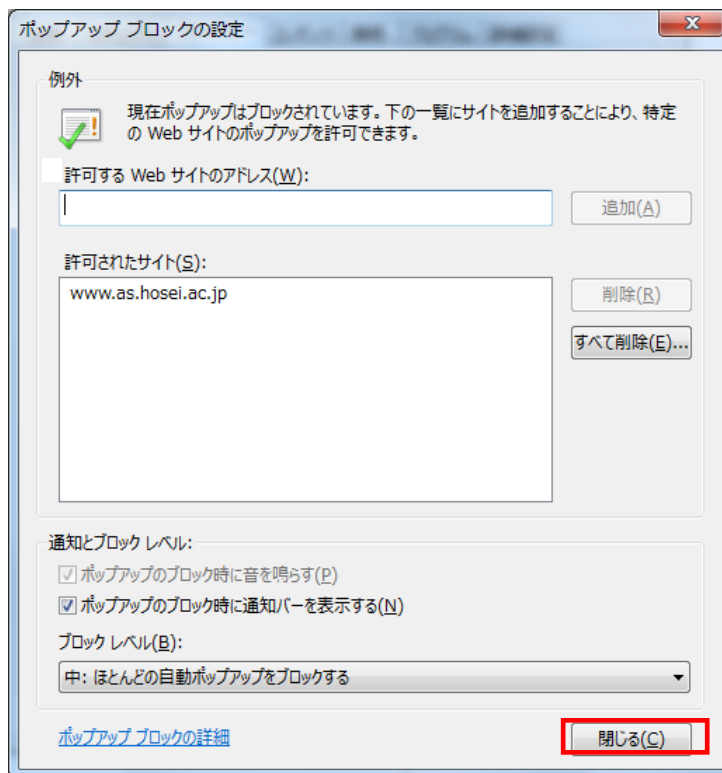 ポップアップ ブロックの設定
例外
現在ポップアップはブロックされています。下の一覧にサイトを追加することにより、特定
の Web サイトのポップアップを許可できます。
許可する Web サイトのアドレス(W):
追加(A)
許可されたサイト(S):
www.as.hosei.ac.jp
削除(R)
すべて削除(E)...
通知とブロック レベル:
ポップアップのブロック時に音を鳴らす(P)
ポップアップのブロック時に通知バーを表示する(N)
ブロック レベル(B):
中: ほとんどの自動ポップアップをブロックする
ポップアップ ブロックの詳細
閉じる(C)